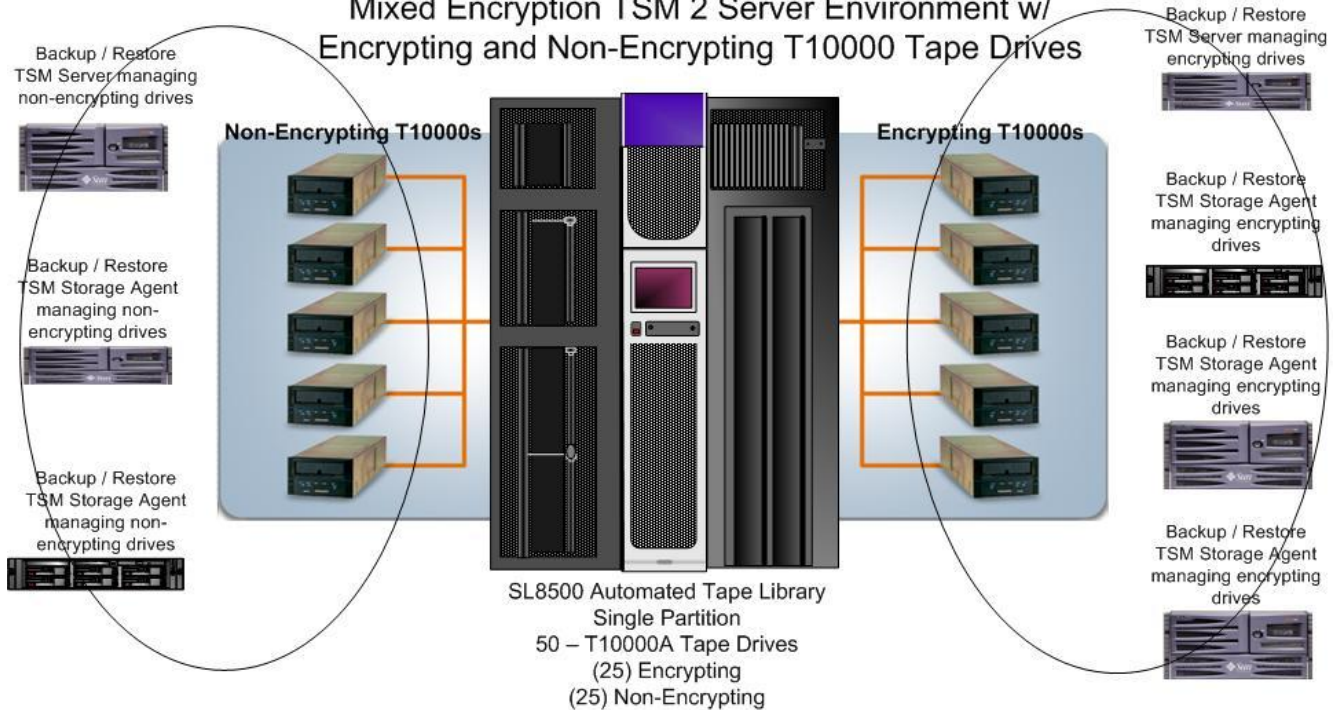 Mixed Encryption TSM 2 Server Environment w/
Encrypting and Non-Encrypting T10000 Tape Drives
Backup / Restore
TSM Server managing
non-encrypting drives
Backup / Restore
TSM Storage Agent
managing non-
encrypting drives
Backup / Restore
TSM Storage Agent
managing non-
encrypting drives
Non-Encrypting T10000s
Encrypting T10000s
SL8500 Automated Tape Library
Single Partition
50 – T10000A Tape Drives
(25) Encrypting
(25) Non-Encrypting
Backup / Restore
TSM Server managing
encrypting drives
Backup / Restore
TSM Storage Agent
managing encrypting
drives
Backup / Restore
TSM Storage Agent
managing encrypting
drives
Backup / Restore
TSM Storage Agent
managing encrypting
drives